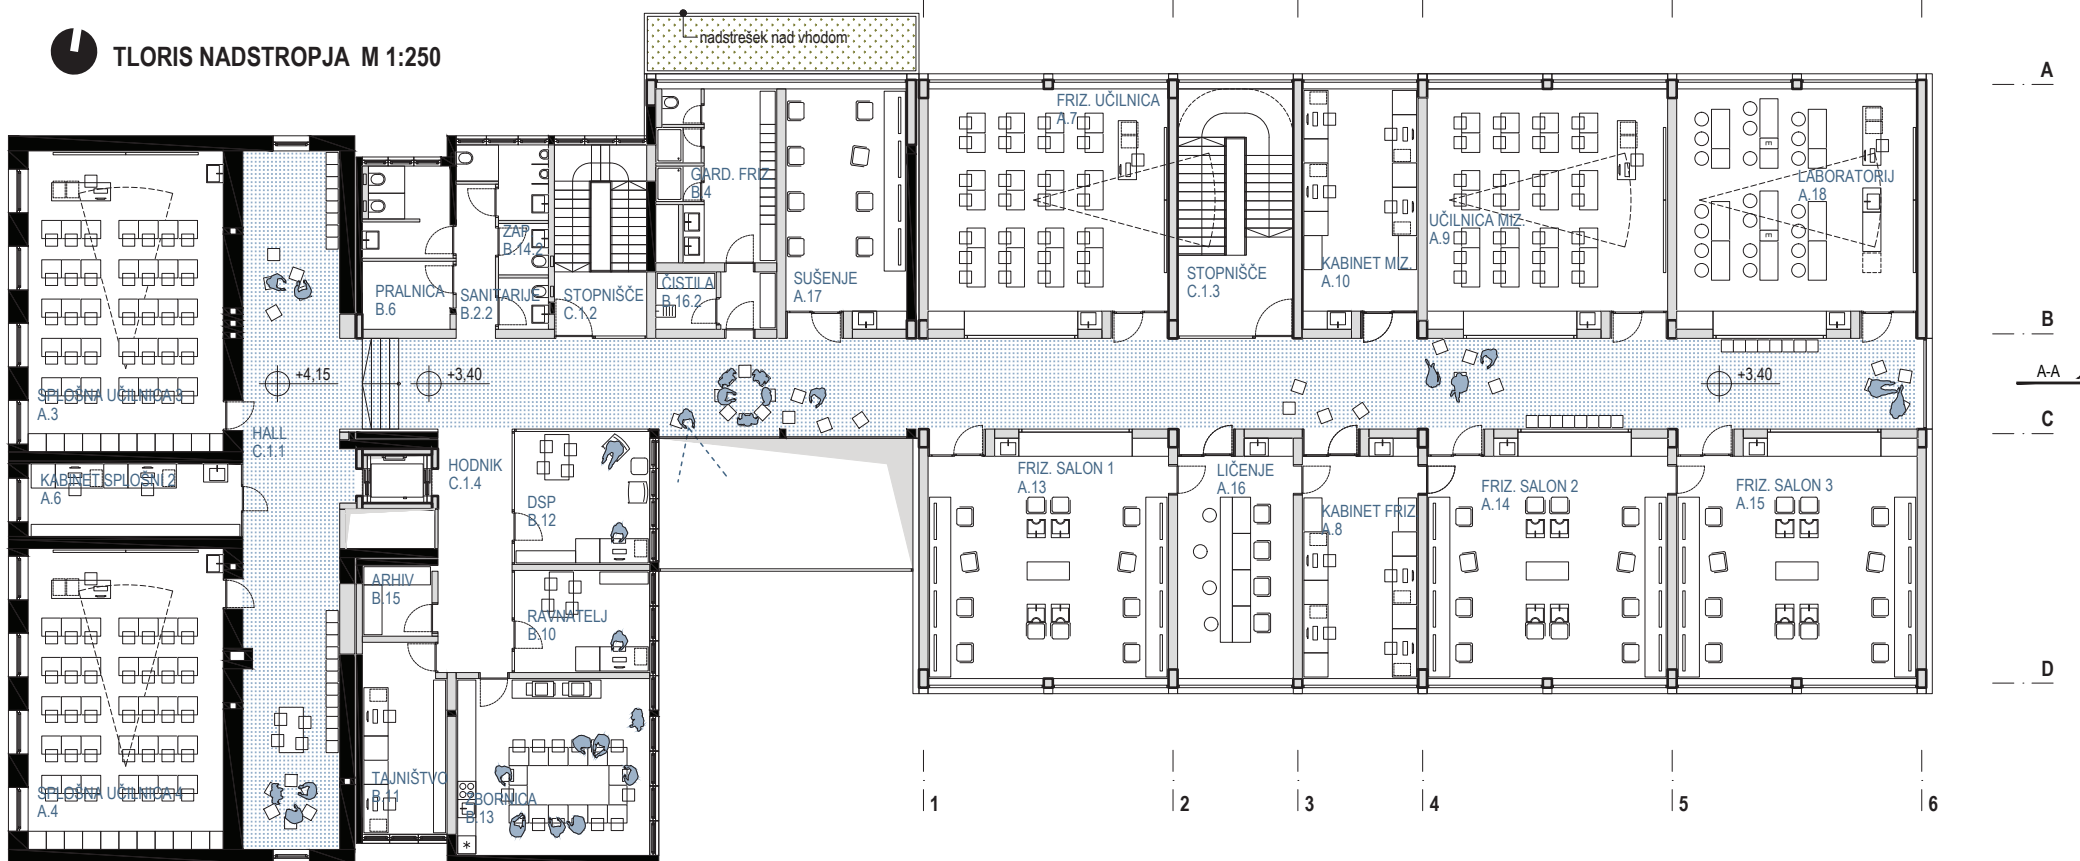 TLORIS NADSTROPJA M 1:250
nadstrešek nad vhodom
A
FRIZ. UČILNICA
A.7
GARD. FRIZ
B.4
LABORATORIJ
A.18
UČILNICA MIZ.
A.9
ZAP
B.14.2
KABINET MIZ.
A.10
STOPNIŠČE
C.1.3
SUŠENJE
A.17
ČISTILA
B.16.2
PRALNICA
B.6
SANITARIJE
B.2.2
STOPNIŠČE
C.1.2
B
+4,15
+3,40
+3,40
A-A
SPLOŠNA UČILNICA 3
A.3
C
HALL
C.1.1
KABINET SPLOŠNI 2
A.6
HODNIK
C.1.4
DSP
B.12
FRIZ. SALON 1
A.13
LIČENJE
A.16
KABINET FRIZ
A.8
FRIZ. SALON 2
A.14
FRIZ. SALON 3
A.15
ARHIV
B.15
RAVNATELJ
B.10
D
TAJNIŠTVO
B.11
ZBORNICA
B.13
SPLOŠNA UČILNICA 4
A.4
1
2
3
4
5
6